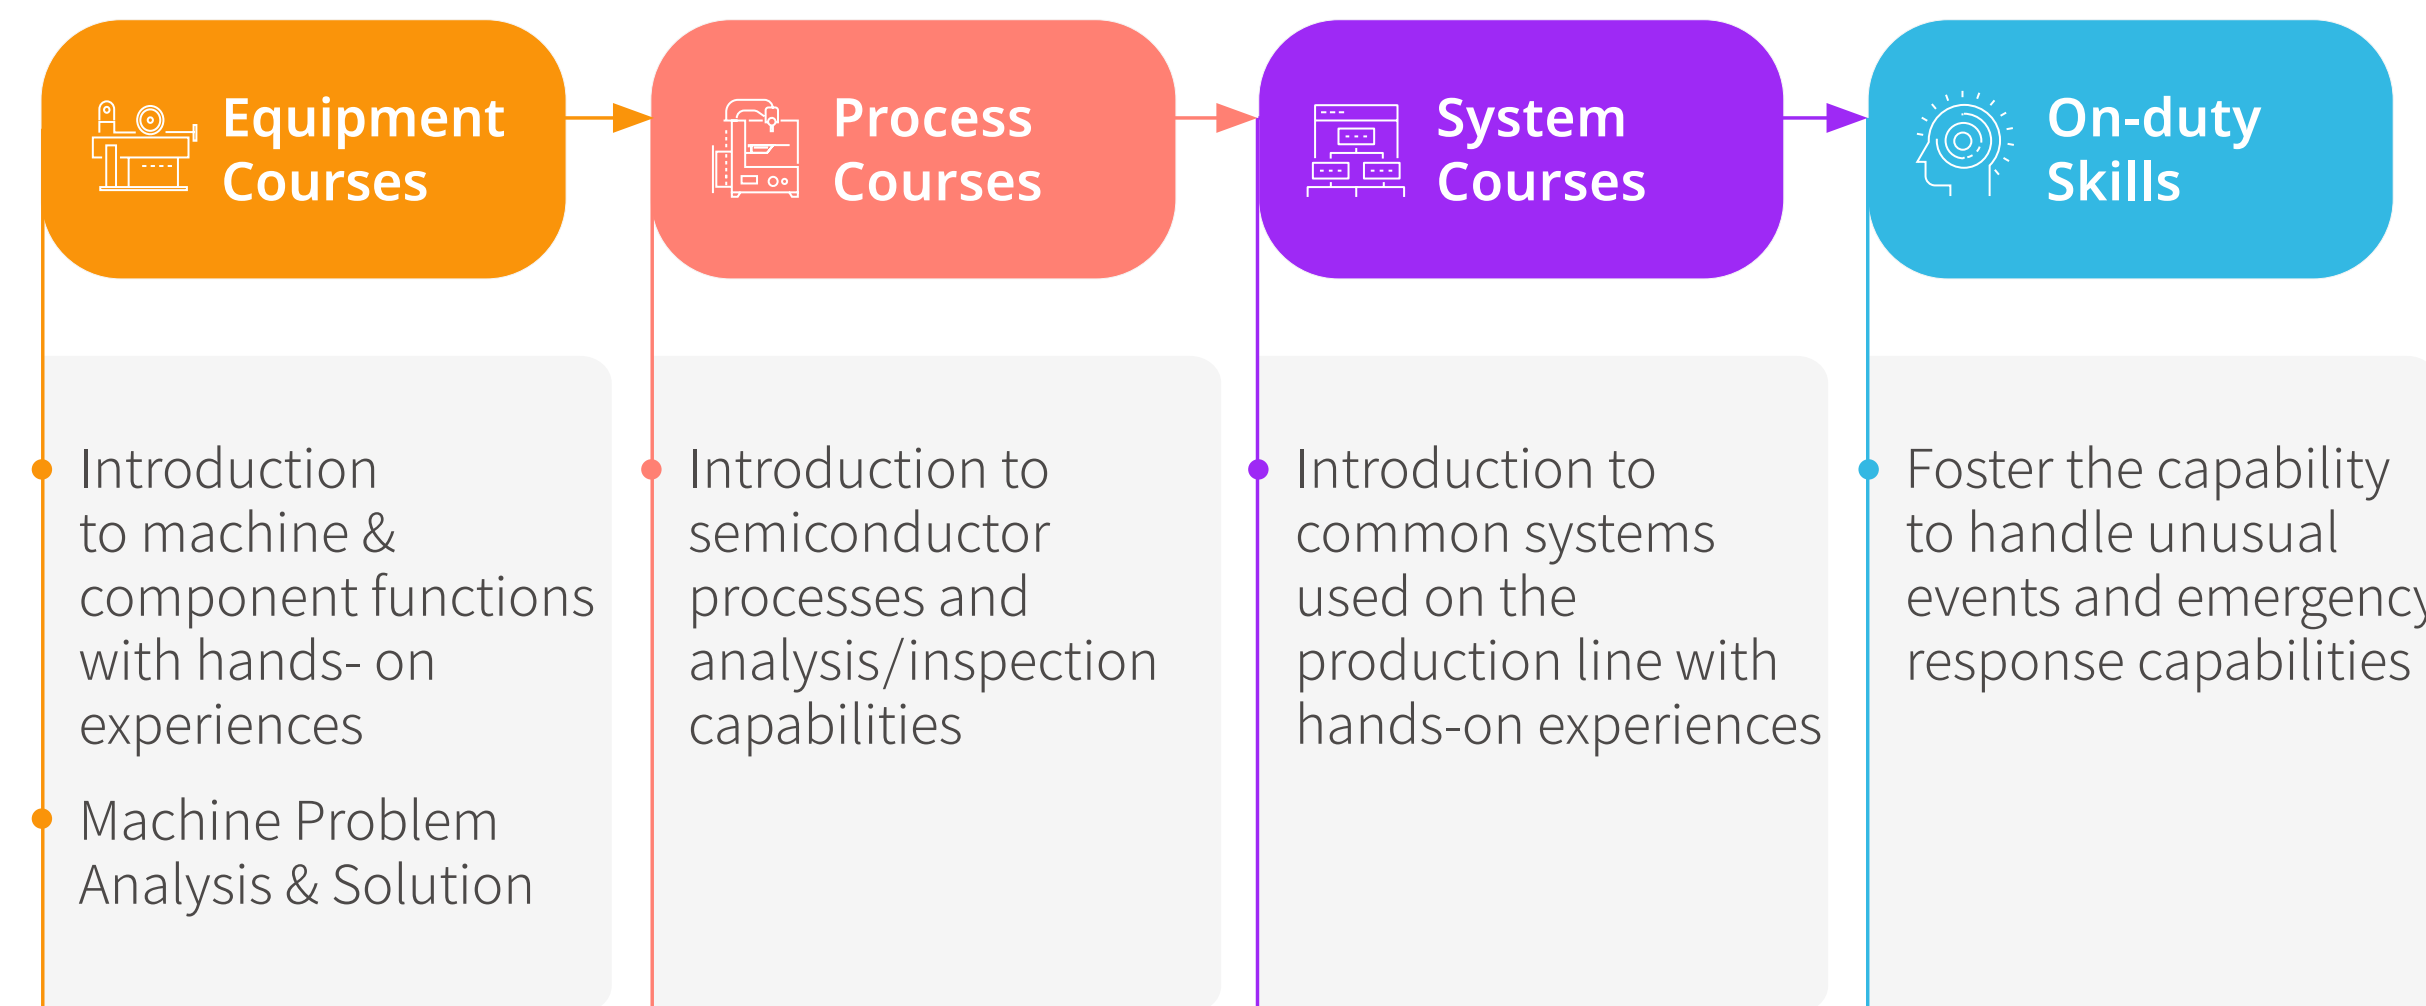 Equipment
Courses
Process
Courses
System
Courses
On-duty
Skills
Introduction
to machine &
component functions
with hands- on
experiences
Machine Problem
Analysis & Solution
Introduction to
semiconductor
processes and
analysis/inspection
capabilities
Introduction to
common systems
used on the
production line with
hands-on experiences
Foster the capability
to handle unusual
events and emergency
response capabilities